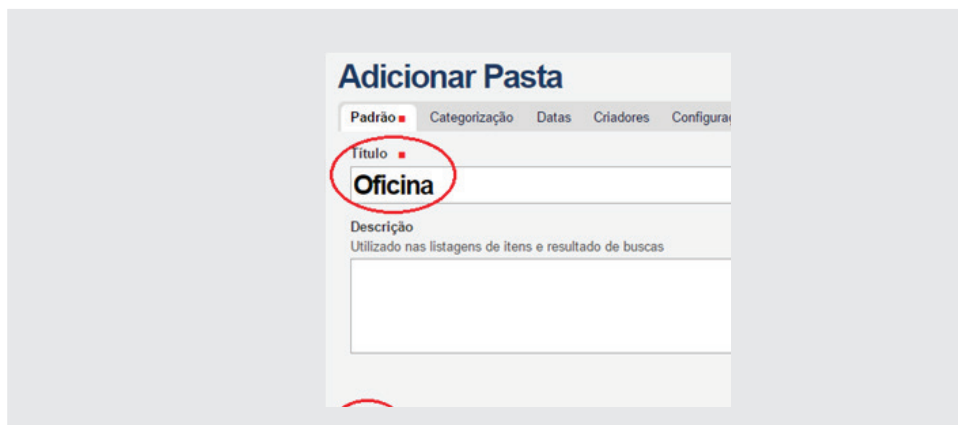 Adicionar Pasta
Padrão Categorização Datas Criadores
Título
Oficina
Descrição
Utilizado nas listagens de itens e resultado de buscas